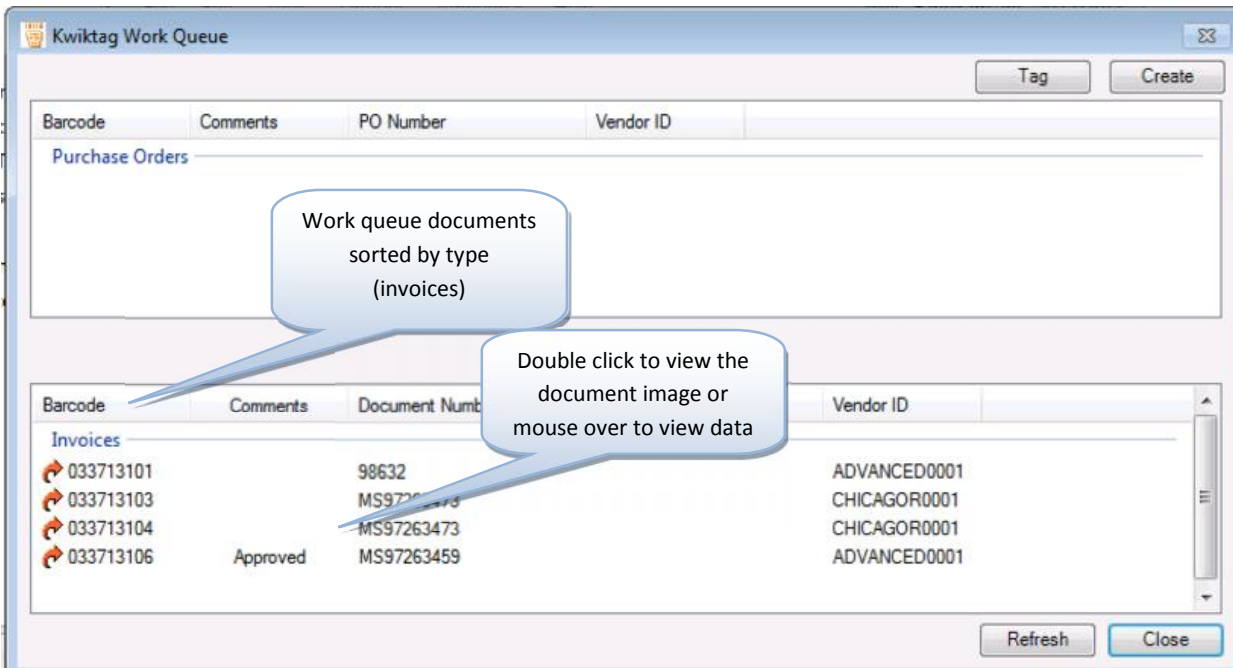 Kwiktag Work Queue
Tag Create
Barcode Comments PO Number Vendor ID
Purchase Orders
Work queue documents
sorted by type
(invoices)
Double click to view the
document image or
mouse over to view data
Barcode Comments Document Numb Vendor ID
Invoices
033713101 98632 ADVANCED0001
033713103 CHICAGOR0001
033713104 MS97263473 CHICAGOR0001
033713106 Approved MS97263459 ADVANCED0001
Refresh Close